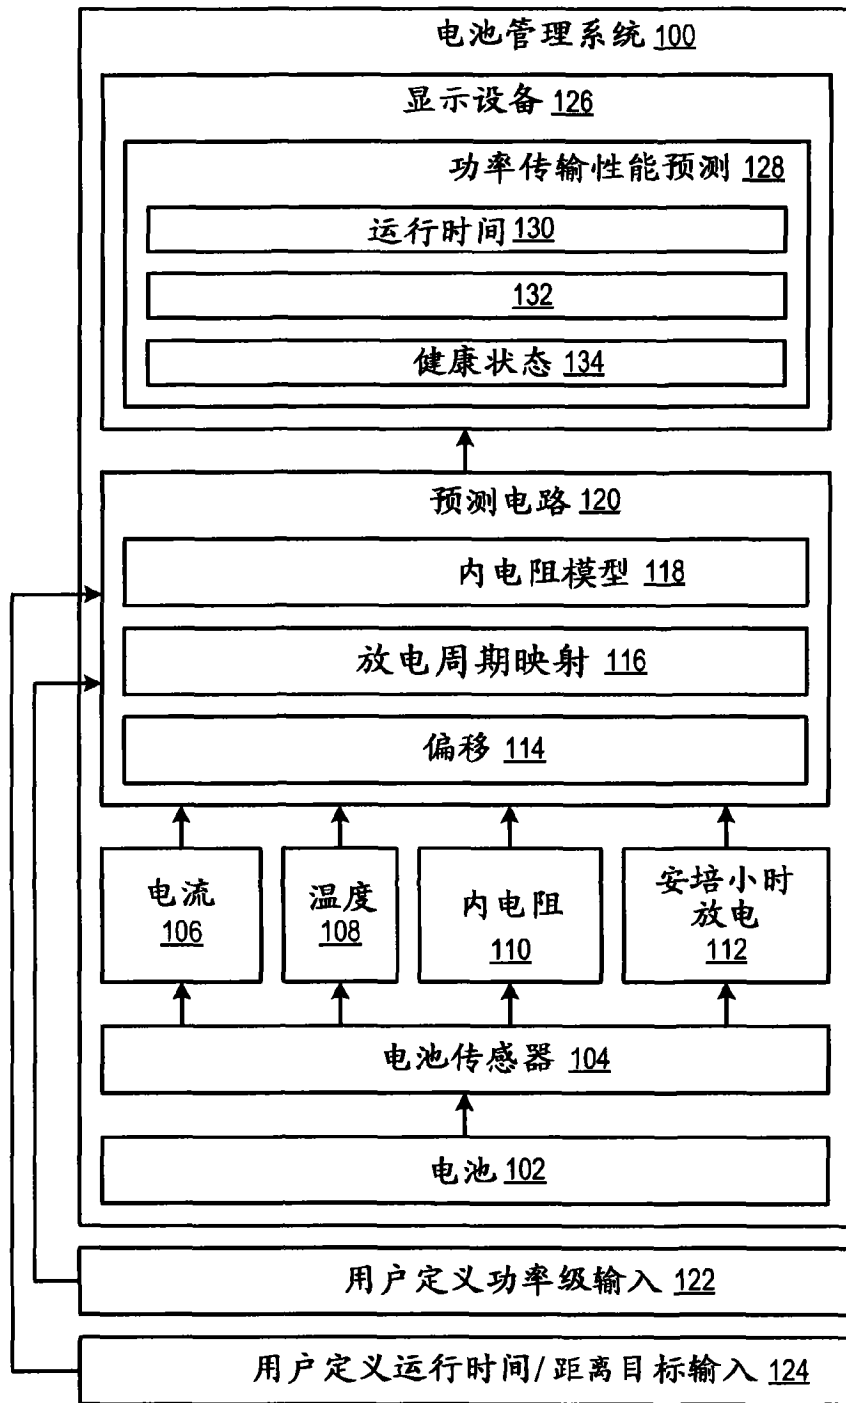 电池管理系统 100
显示设备 126
功率传输性能预测 128
运行时间 130
132
健康状态 134
预测电路 120
内电阻模型 118
放电周期映射 116
偏移 114
电流
106
温度
108
内电阻
110
安培小时
放电
112
电池传感器 104
电池 102
用户定义功率级输入 122
用户定义运行时间/距离目标输入 124